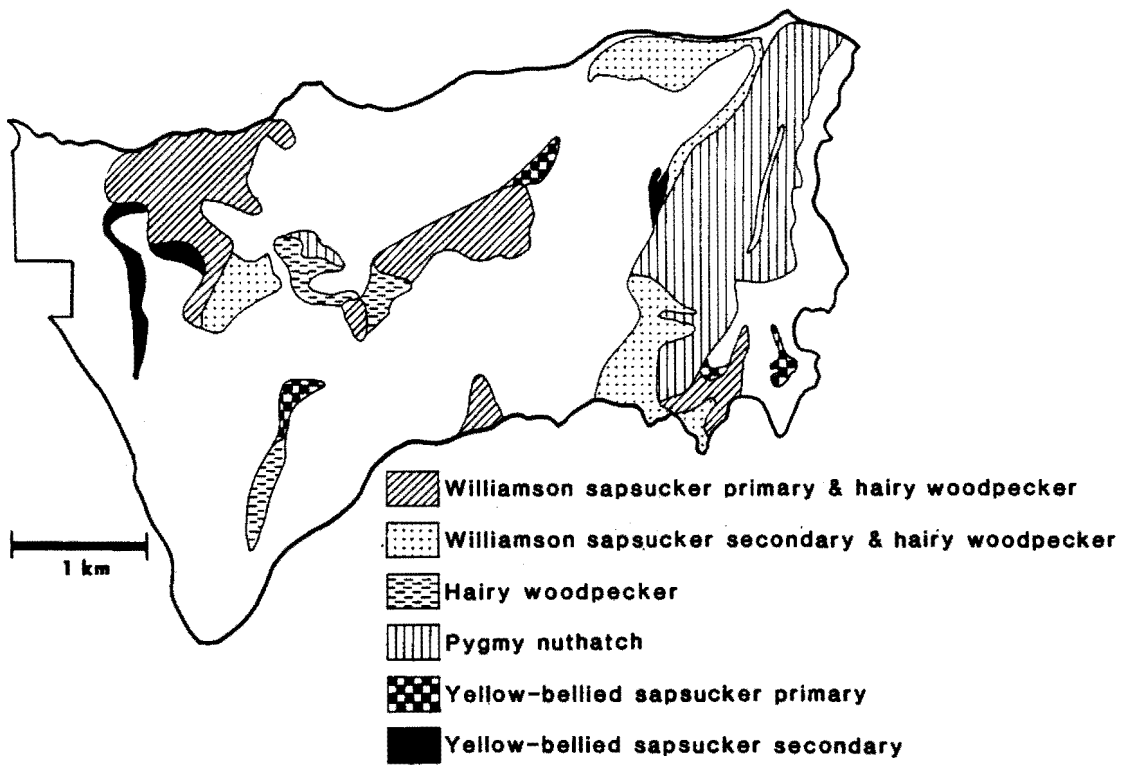 Williamson sapsucker primary & hairy woodpecker
Williamson sapsucker secondary & hairy woodpecker
1 km
Hairy woodpecker
Pygmy nuthatch
Yellow-bellied sapsucker primary
Yellow-bellied sapsucker secondary